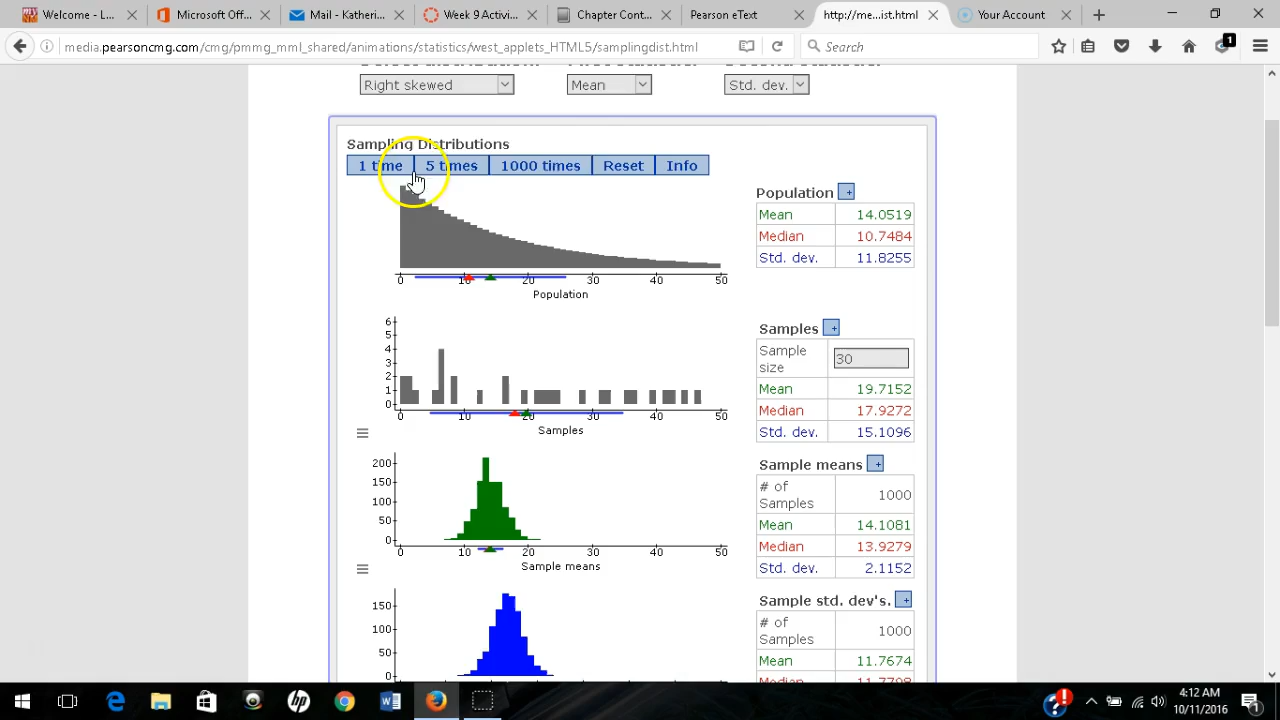 Welcome - L...
Microsoft Office...
Mail - Katheri...
Week 9 Activi...
Chapter Cont...
Pearson eText
http://me...ist.html
Your Account
media.pearsoncmg.com/cmg/pmmg_mml_shared/animations/statistics/west_applets_HTML5/samplingdist.html
Search
1
Right skewed
Mean
Std. dev.
Sampling Distributions
1 time
5 times
1000 times
Reset
Info
0 10 20 30 40 50
Population
Population +
Mean 14.0519
Median 10.7484
Std. dev. 11.8255
6
5
4
3
2
1
0
0 10 20 30 40 50
Samples
Samples +
Sample size 30
Mean 19.7152
Median 17.9272
Std. dev. 15.1096
200
150
100
50
0
0 10 20 30 40 50
Sample means
Sample means +
# of Samples 1000
Mean 14.1081
Median 13.9279
Std. dev. 2.1152
150
100
50
0
Sample std. dev's. +
# of Samples 1000
Mean 11.7674
4:12 AM
10/11/2016